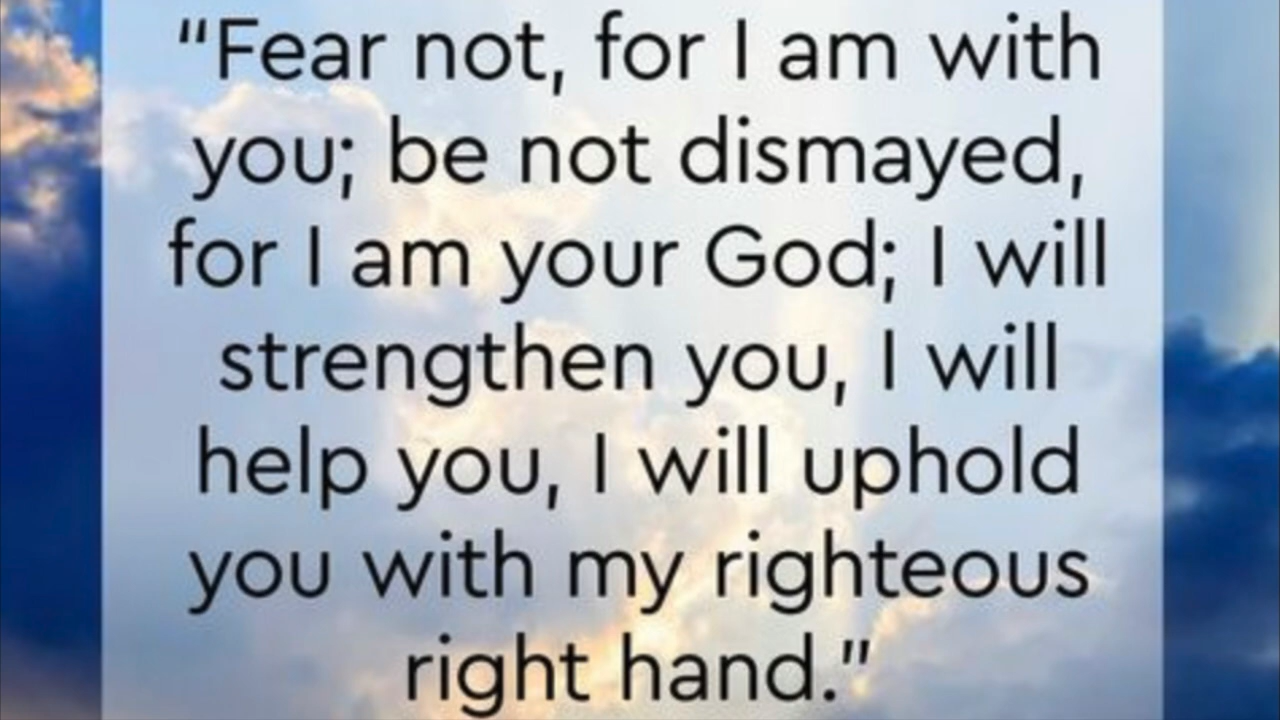 “Fear not, for I am with
you; be not dismayed,
for I am your God; I will
strengthen you, I will
help you, I will uphold
you with my righteous
right hand.”